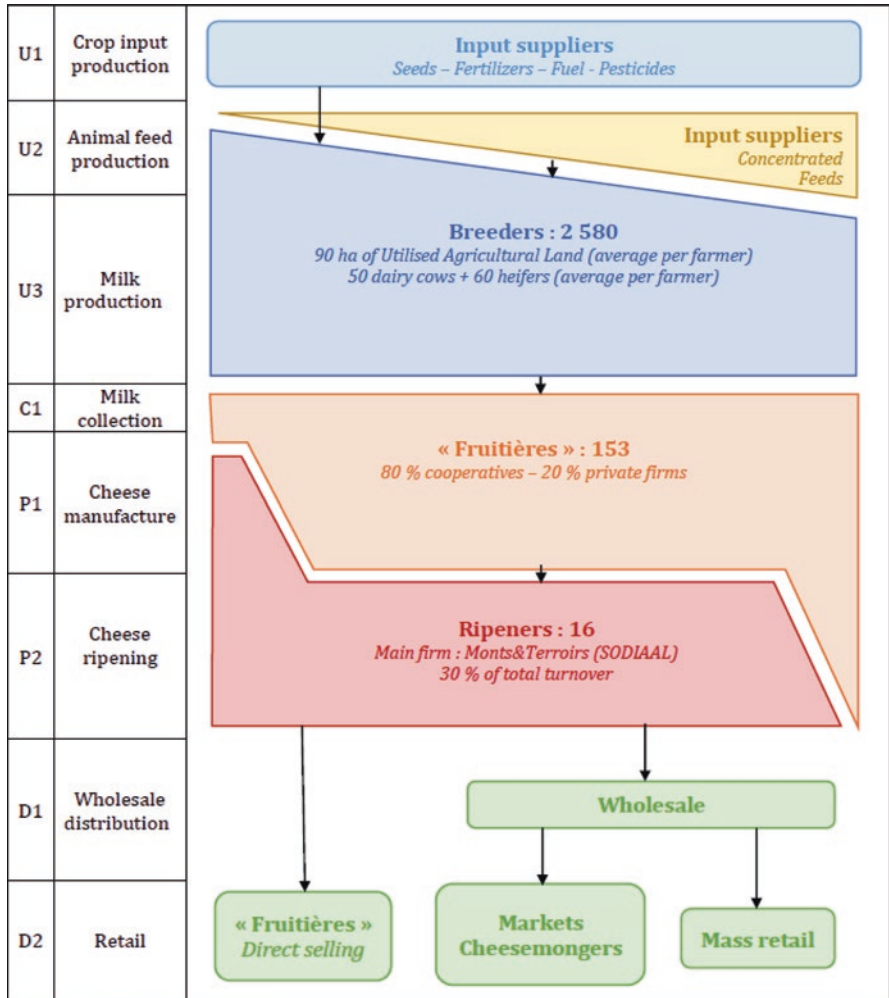 U1
Crop input
production
Input suppliers
Seeds – Fertilizers – Fuel - Pesticides
U2
Animal feed
production
Input suppliers
Concentrated
Feeds
U3
Milk
production
Breeders : 2 580
90 ha of Utilised Agricultural Land (average per farmer)
50 dairy cows + 60 heifers (average per farmer)
C1
Milk
collection
« Fruitières » : 153
80 % cooperatives – 20 % private firms
P1
Cheese
manufacture
P2
Cheese
ripening
Ripeners : 16
Main firm : Monts&Terroirs (SODIAAL)
30 % of total turnover
D1
Wholesale
distribution
Wholesale
D2
Retail
« Fruitières »
Direct selling
Markets
Cheesemongers
Mass retail